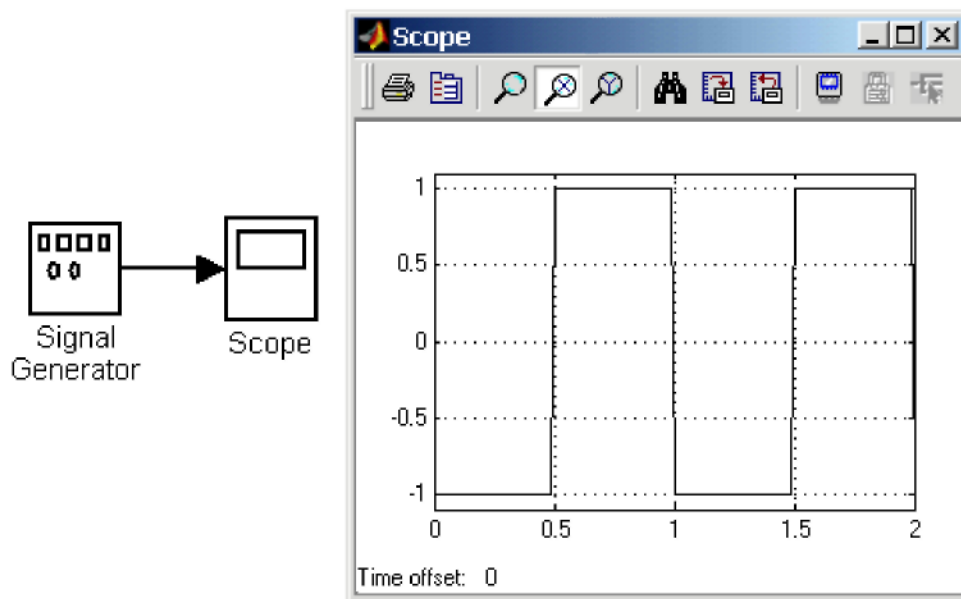 Scope
1
0.5
0
-0.5
-1
0 0.5 1 1.5 2
Time offset: 0
Signal
Generator
Scope